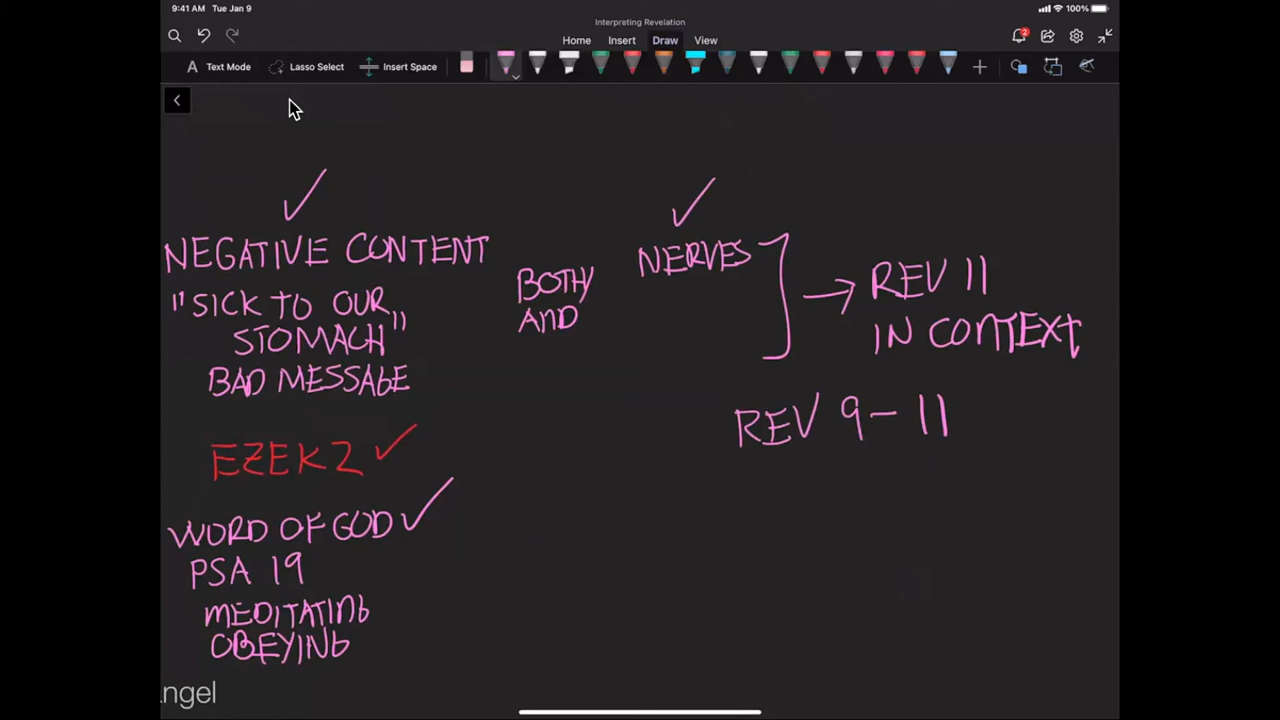 9:41 AM Tue Jan 9
100%
Interpreting Revelation
Home Insert Draw View
2
A Text Mode Lasso Select Insert Space
NEGATIVE CONTENT
"SICK TO OUR
STOMACH"
BAD MESSAGE
EZEK 2
WORD OF GOD
PSA 19
MEDITATING
OBEYING
BOTH
AND
NERVES
REV 11
IN CONTEXT
REV 9-11
ngel